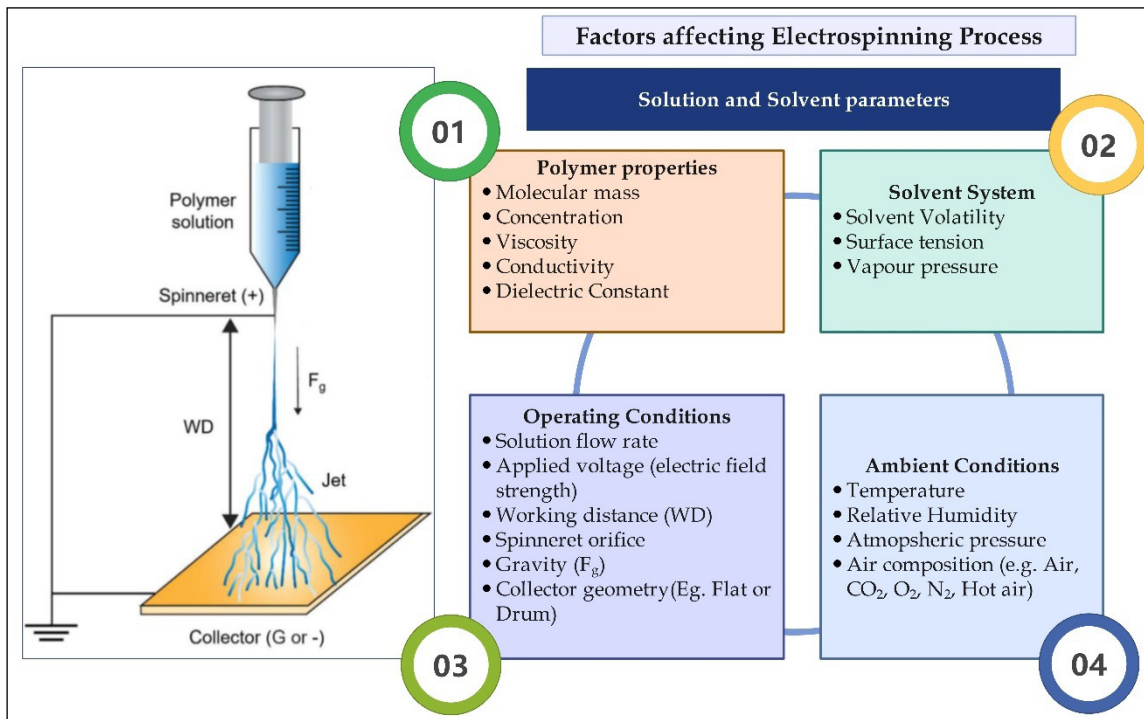 Factors affecting Electrospinning Process
Solution and Solvent parameters
Polymer
solution
Spinneret (+)
WD
F₉
Jet
Collector (G or -)
01
Polymer properties
• Molecular mass
• Concentration
• Viscosity
• Conductivity
• Dielectric Constant
02
Solvent System
• Solvent Volatility
• Surface tension
• Vapour pressure
03
Operating Conditions
• Solution flow rate
• Applied voltage (electric field
strength)
• Working distance (WD)
• Spinneret orifice
• Gravity (Fg)
• Collector geometry(Eg. Flat or
Drum)
04
Ambient Conditions
• Temperature
• Relative Humidity
• Atmopsheric pressure
• Air composition (e.g. Air,
CO₂, O₂, N₂, Hot air)